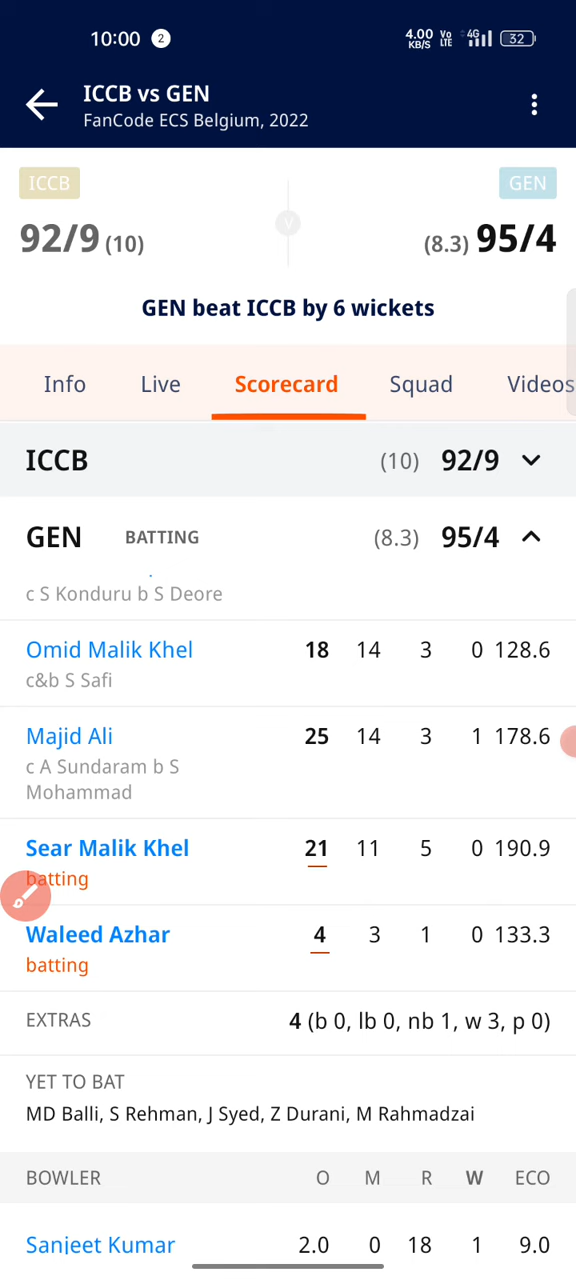 10:00 2 4.00 KB/S Vo LTE 4G 32
ICCB vs GEN
FanCode ECS Belgium, 2022
ICCB GEN
V
92/9 (10) (8.3) 95/4
GEN beat ICCB by 6 wickets
Info Live Scorecard Squad Videos
ICCB (10) 92/9
GEN BATTING (8.3) 95/4
c S Konduru b S Deore
Omid Malik Khel 18 14 3 0 128.6
c&b S Safi
Majid Ali 25 14 3 1 178.6
c A Sundaram b S
Mohammad
Sear Malik Khel 21 11 5 0 190.9
batting
Waleed Azhar 4 3 1 0 133.3
batting
EXTRAS 4 (b 0, lb 0, nb 1, w 3, p 0)
YET TO BAT
MD Balli, S Rehman, J Syed, Z Durani, M Rahmadzai
BOWLER O M R W ECO
Sanjeet Kumar 2.0 0 18 1 9.0